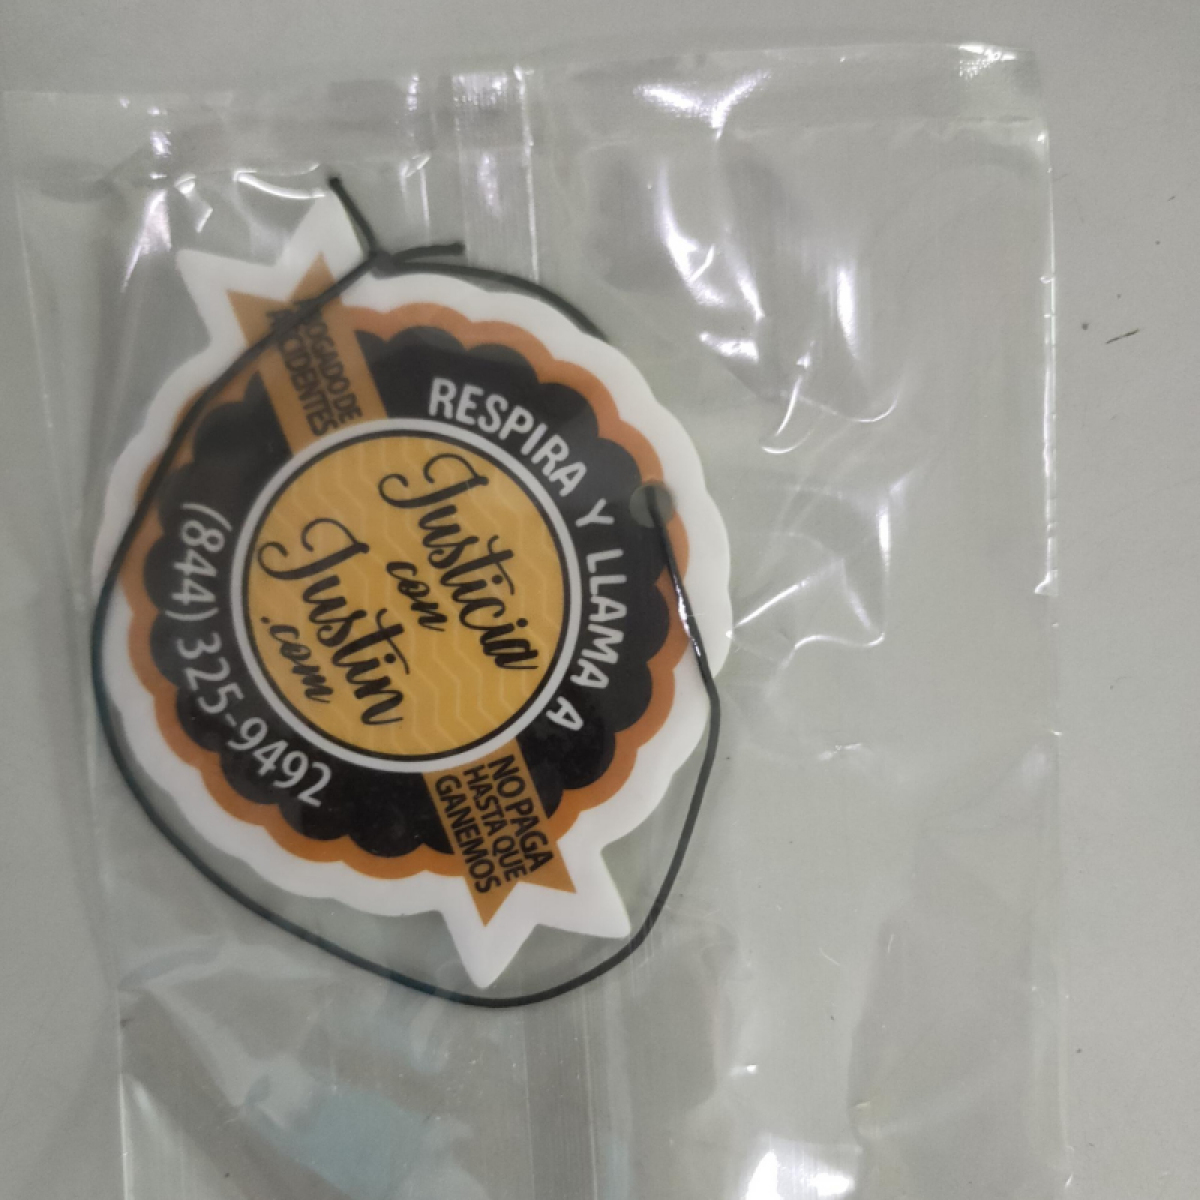 RESPIRA Y LLAMA A
ABOGADO DE
ACCIDENTES
Justicia
con
Justin
.com
NO PAGA
HASTA QUE
GANEMOS
(844) 325-9492